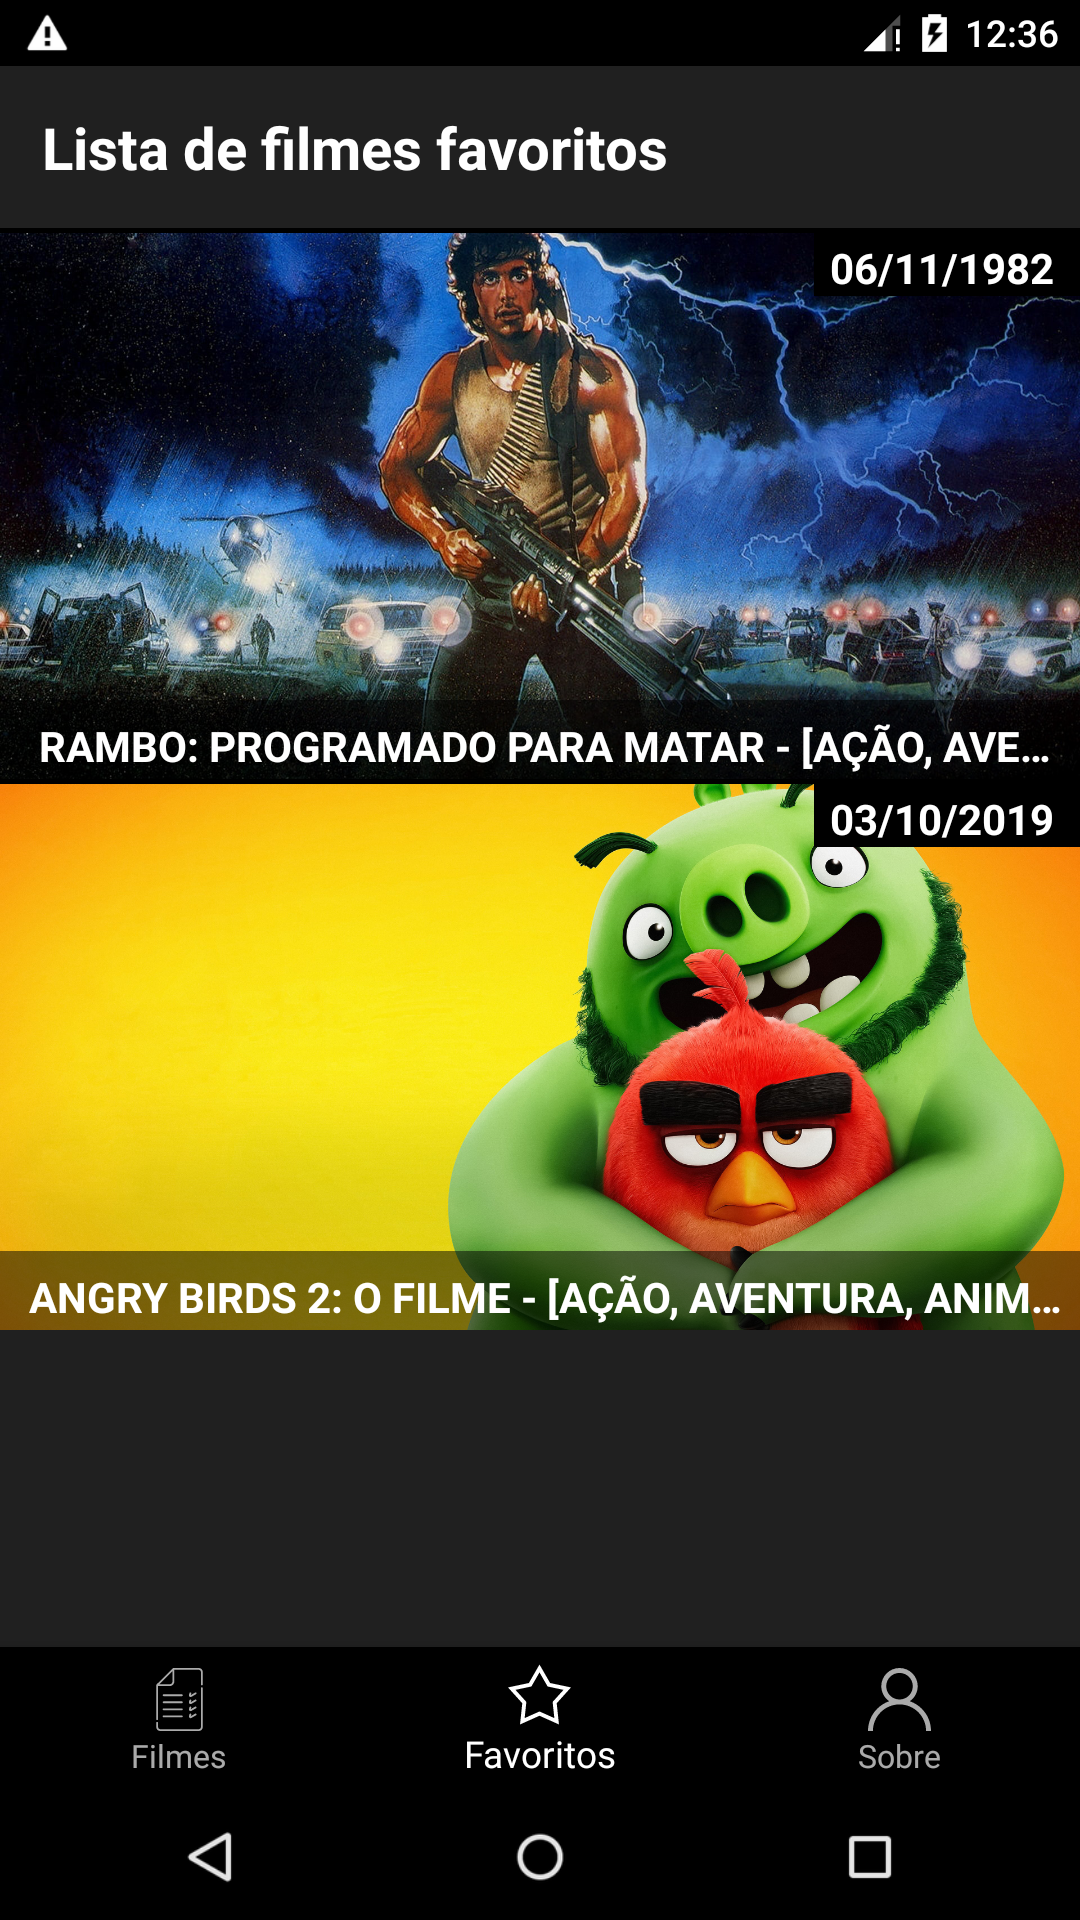 12:36
Lista de filmes favoritos
06/11/1982
RAMBO: PROGRAMADO PARA MATAR - [AÇÃO, AVE...
03/10/2019
ANGRY BIRDS 2: O FILME - [AÇÃO, AVENTURA, ANIM...
Filmes
Favoritos
Sobre